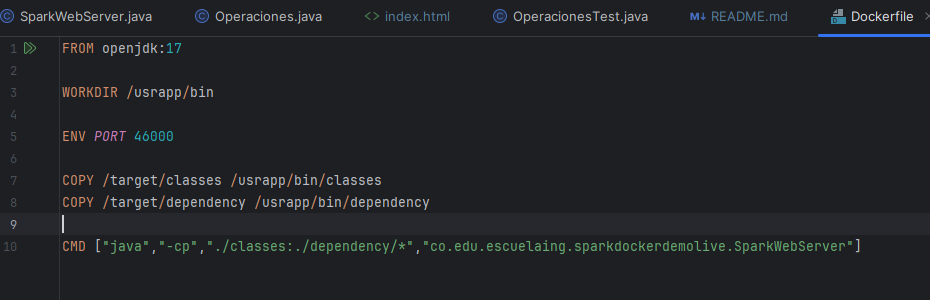 SparkWebServer.java Operaciones.java index.html OperacionesTest.java README.md Dockerfile
1 FROM openjdk:17
2
3 WORKDIR /usrapp/bin
4
5 ENV PORT 46000
6
7 COPY /target/classes /usrapp/bin/classes
8 COPY /target/dependency /usrapp/bin/dependency
9
10 CMD ["java","-cp","./classes:./dependency/*","co.edu.escuelaing.sparkdockerdemolive.SparkWebServer"]